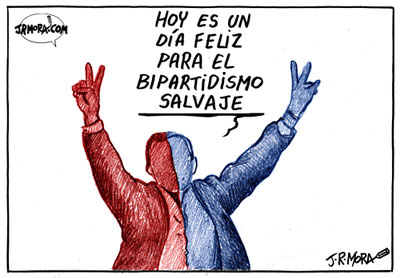 JRMORA.COM
HOY ES UN
DÍA FELIZ
PARA EL
BIPARTIDISMO
SALVAJE
J.R.MORA